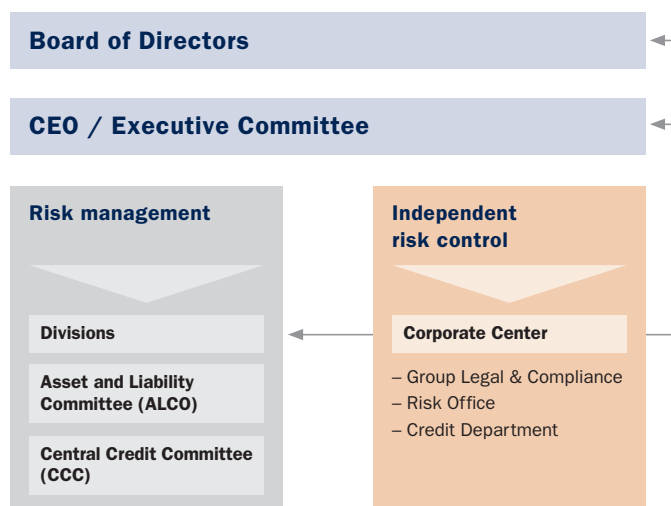 Board of Directors
CEO / Executive Committee
Risk management
Divisions
Asset and Liability
Committee (ALCO)
Central Credit Committee
(CCC)
Independent
risk control
Corporate Center
– Group Legal & Compliance
– Risk Office
– Credit Department